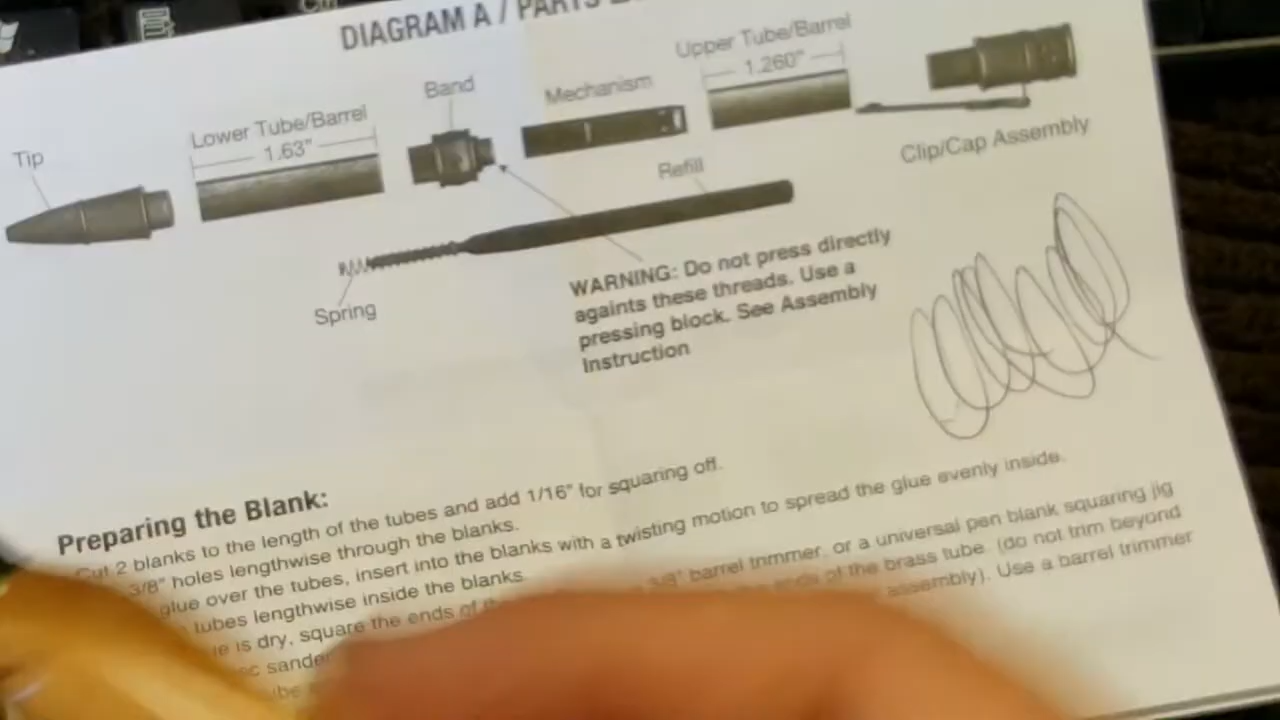 DIAGRAM A / PARTS
Upper Tube/Barrel
1.260"
Band
Mechanism
Lower Tube/Barrel
1.63"
Tip
Clip/Cap Assembly
Refill
Spring
WARNING: Do not press directly
againts these threads. Use a
pressing block. See Assembly
Instruction
Preparing the Blank:
Cut 2 blanks to the length of the tubes and add 1/16" for squaring off.
3/8" holes lengthwise through the blanks.
glue over the tubes, insert into the blanks with a twisting motion to spread the glue evenly inside.
tubes lengthwise inside the blanks.
is dry, square the ends of barrel trimmer, or a universal pen blank squaring jig
ends of the brass tube. (do not trim beyond
assembly). Use a barrel trimmer